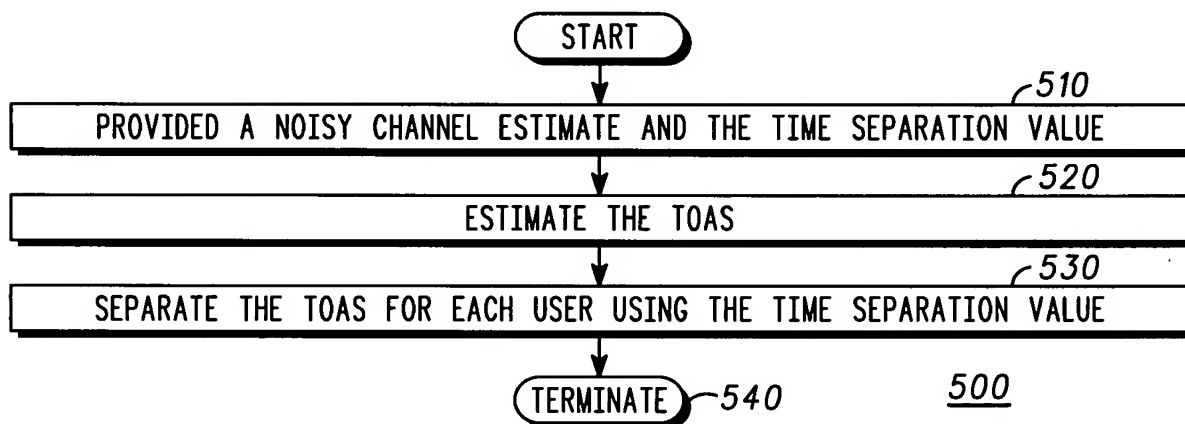 START
510
PROVIDED A NOISY CHANNEL ESTIMATE AND THE TIME SEPARATION VALUE
520
ESTIMATE THE TOAS
530
SEPARATE THE TOAS FOR EACH USER USING THE TIME SEPARATION VALUE
TERMINATE 540
500